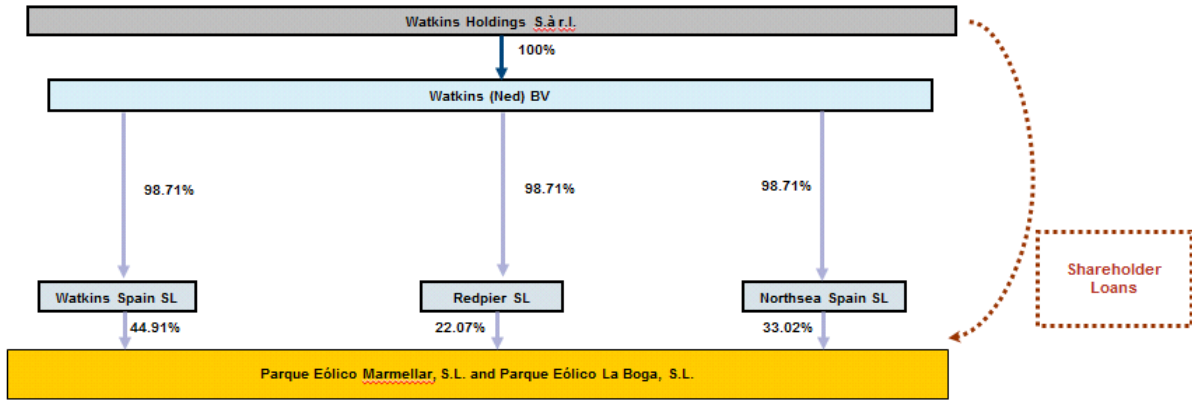 Watkins Holdings S.à r.l.
100%
Watkins (Ned) BV
98.71%
98.71%
98.71%
Watkins Spain SL
Redpier SL
Northsea Spain SL
44.91%
22.07%
33.02%
Shareholder
Loans
Parque Eólico Marmellar, S.L. and Parque Eólico La Boga, S.L.